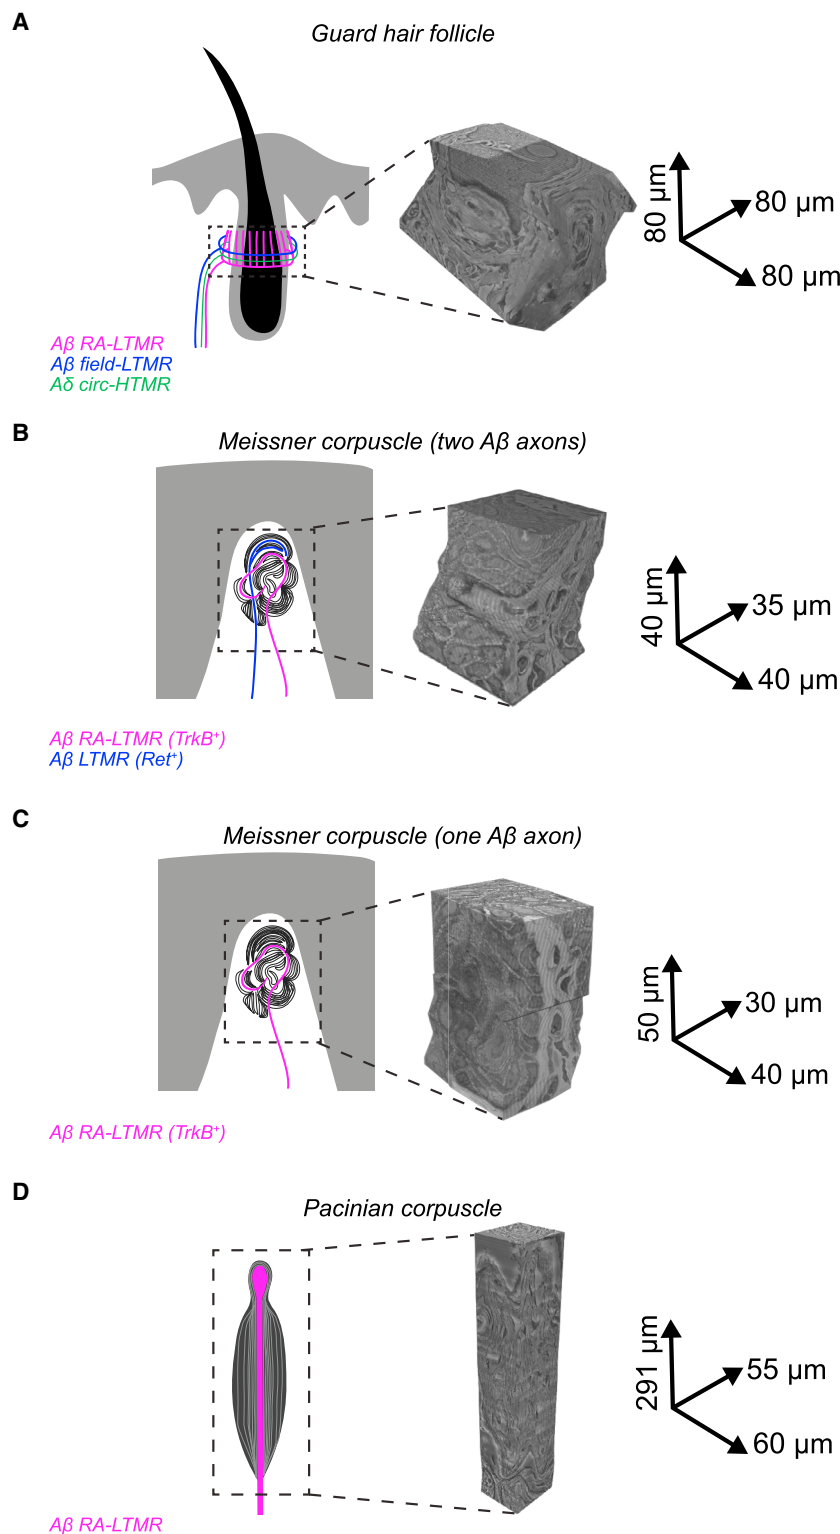 A
Guard hair follicle
80 µm
80 µm
80 µm
Aβ RA-LTMR
Aβ field-LTMR
Aδ circ-HTMR
B
Meissner corpuscle (two Aβ axons)
40 µm
35 µm
40 µm
Aβ RA-LTMR (TrkB⁺)
Aβ LTMR (Ret⁺)
C
Meissner corpuscle (one Aβ axon)
50 µm
30 µm
40 µm
Aβ RA-LTMR (TrkB⁺)
D
Pacinian corpuscle
291 µm
55 µm
60 µm
Aβ RA-LTMR